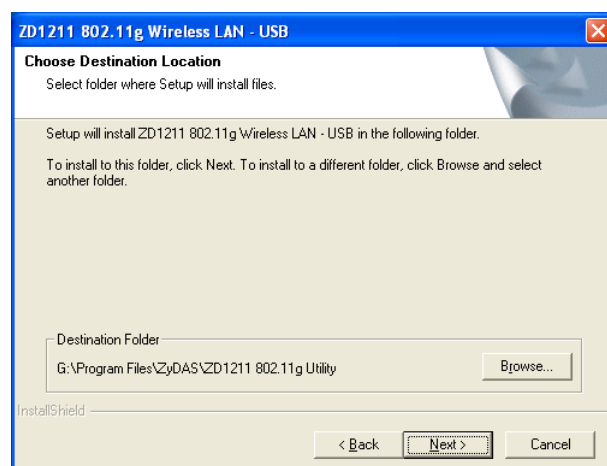 ZD1211 802.11g Wireless LAN - USB
Choose Destination Location
Select folder where Setup will install files.
Setup will install ZD1211 802.11g Wireless LAN - USB in the following folder.
To install to this folder, click Next. To install to a different folder, click Browse and select
another folder.
Destination Folder
G:\Program Files\ZyDAS\ZD1211 802.11g Utility
Browse...
InstallShield
< Back
Next >
Cancel